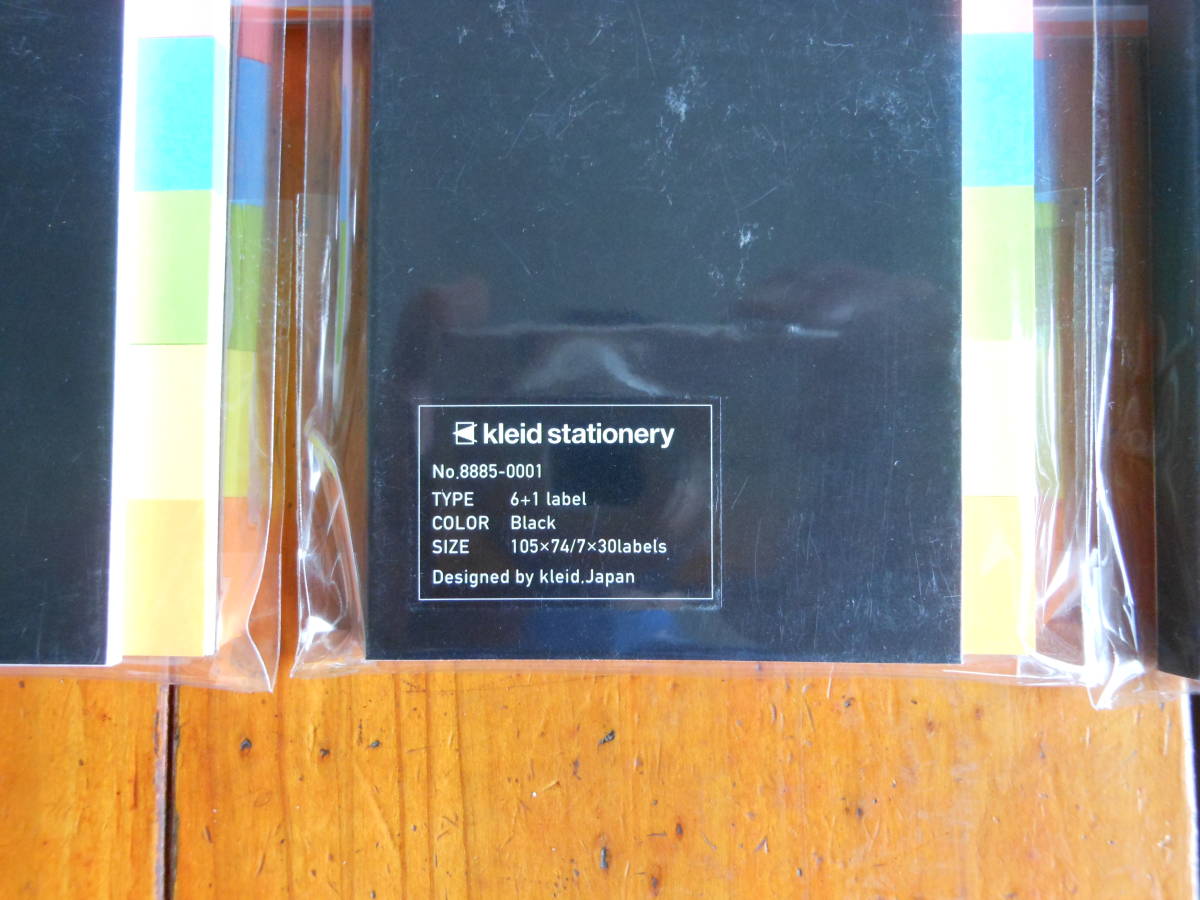 kleid stationery
No.8885-0001
TYPE 6+1 label
COLOR Black
SIZE 105×74/7×30labels
Designed by kleid.Japan